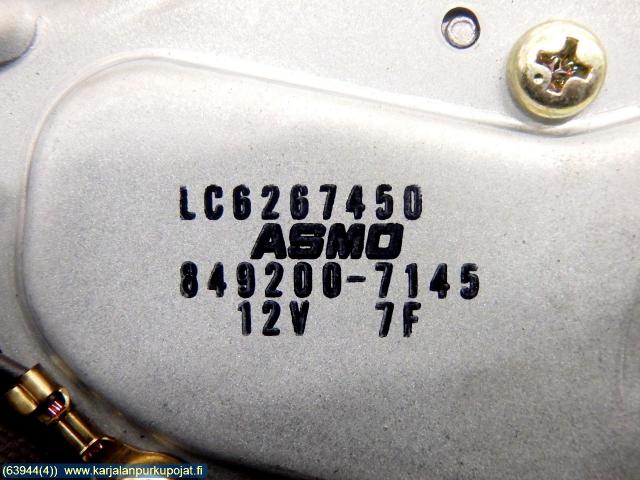 LC6267450
ASMO
849200-7145
12V 7F
(63944(4)) www.karjalanpurkupojat.fi